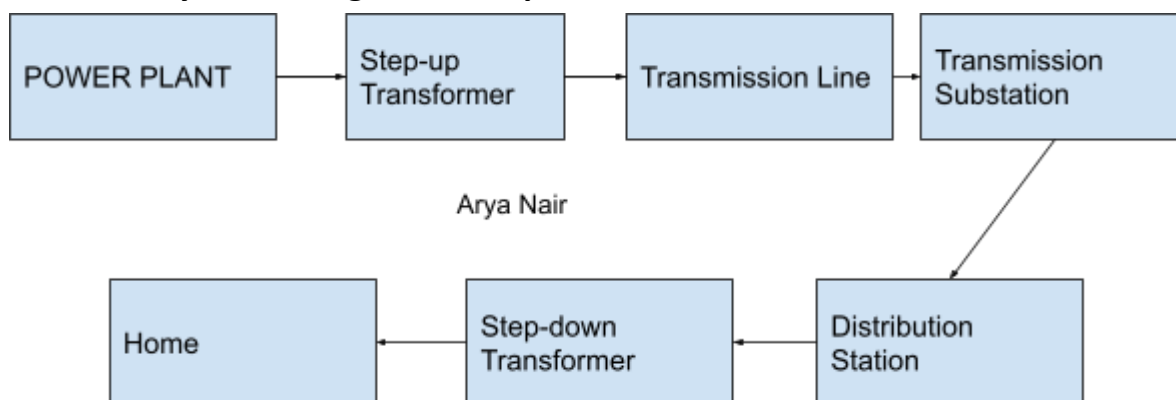 POWER PLANT
Step-up
Transformer
Transmission Line
Transmission
Substation
Arya Nair
Distribution
Station
Step-down
Transformer
Home